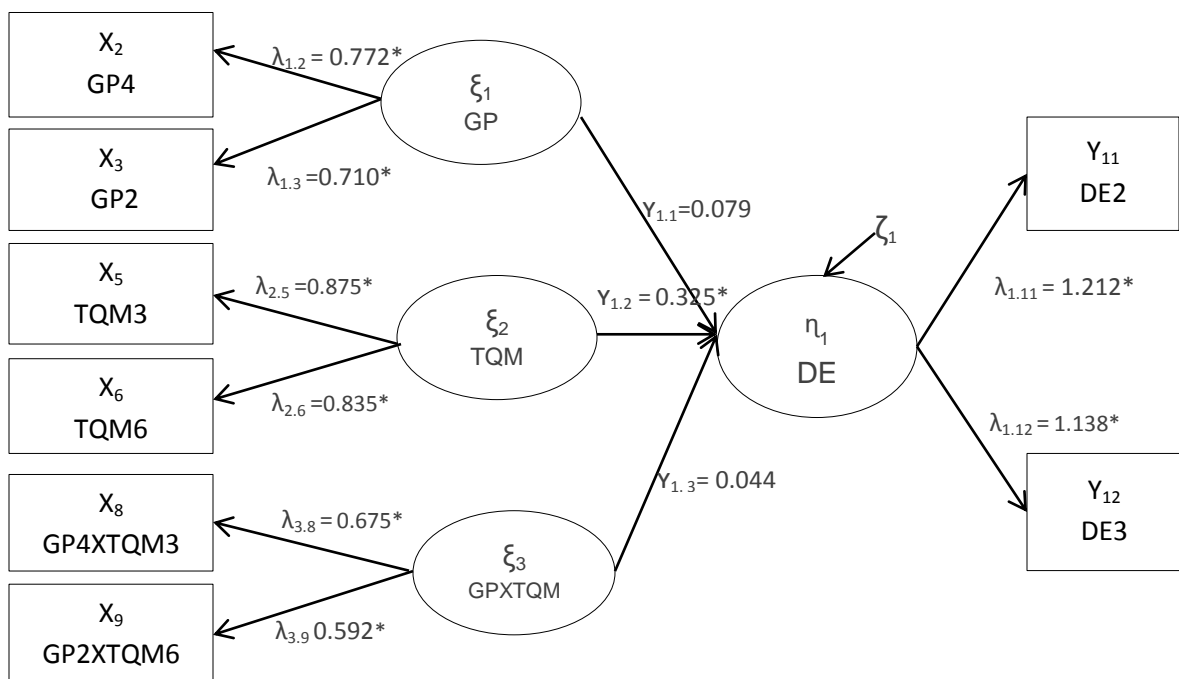 X₂
GP4
λ₁.₂ = 0.772*
ξ₁
GP
X₃
GP2
λ₁.₃ =0.710*
Y₁₁
DE2
ϒ₁.₁=0.079
ζ₁
X₅
TQM3
λ₂.₅ =0.875*
ϒ₁.₂ = 0.325*
λ₁.₁₁ = 1.212*
ξ₂
TQM
η₁
DE
X₆
TQM6
λ₂.₆ =0.835*
λ₁.₁₂ = 1.138*
X₈
GP4XTQM3
λ₃.₈ = 0.675*
ϒ₁. ₃= 0.044
Y₁₂
DE3
ξ₃
GPXTQM
X₉
GP2XTQM6
λ₃.₉ 0.592*